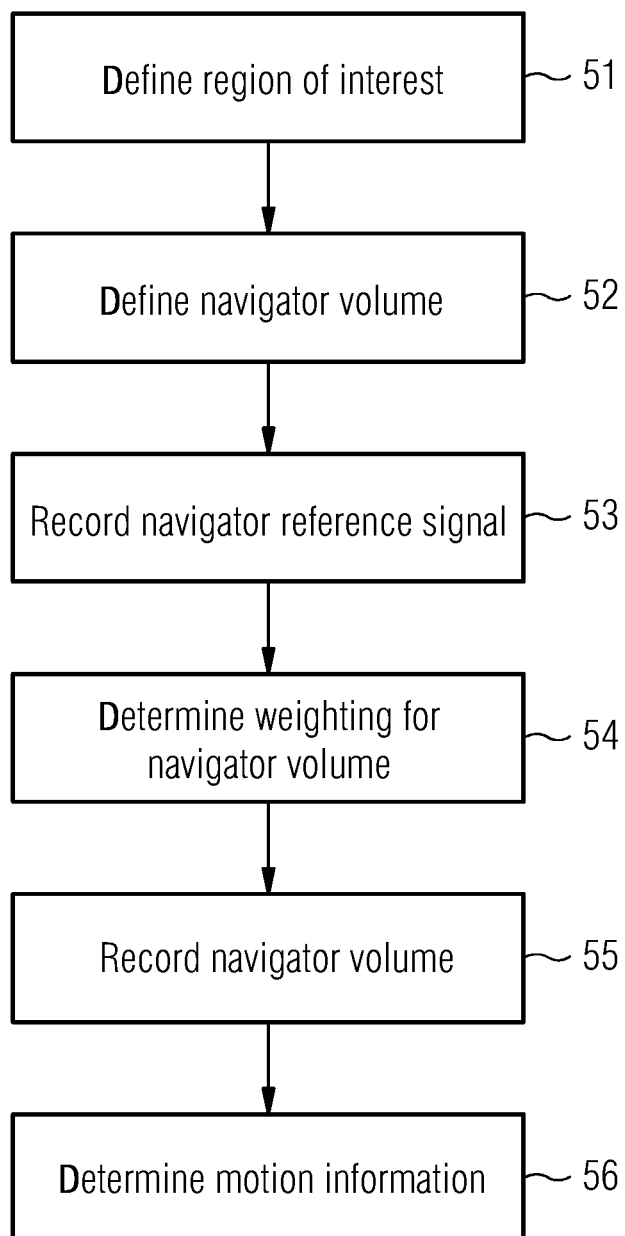 Define region of interest
51
Define navigator volume
52
Record navigator reference signal
53
Determine weighting for
navigator volume
54
Record navigator volume
55
Determine motion information
56